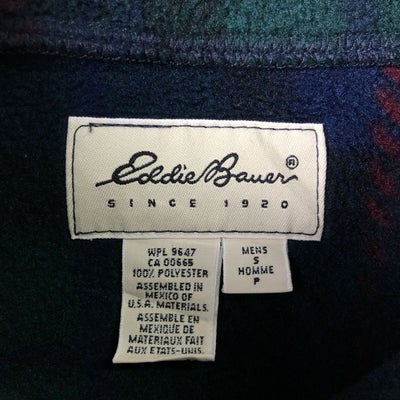 Eddie Bauer®
SINCE 1920
WPL 9647
CA 00665
100% POLYESTER
ASSEMBLED IN
MEXICO OF
U.S.A. MATERIALS.
ASSEMBLE EN
MEXIQUE DE
MATERIAUX FAIT
AUX ETATS-UNIS.
MENS
S
HOMME
P